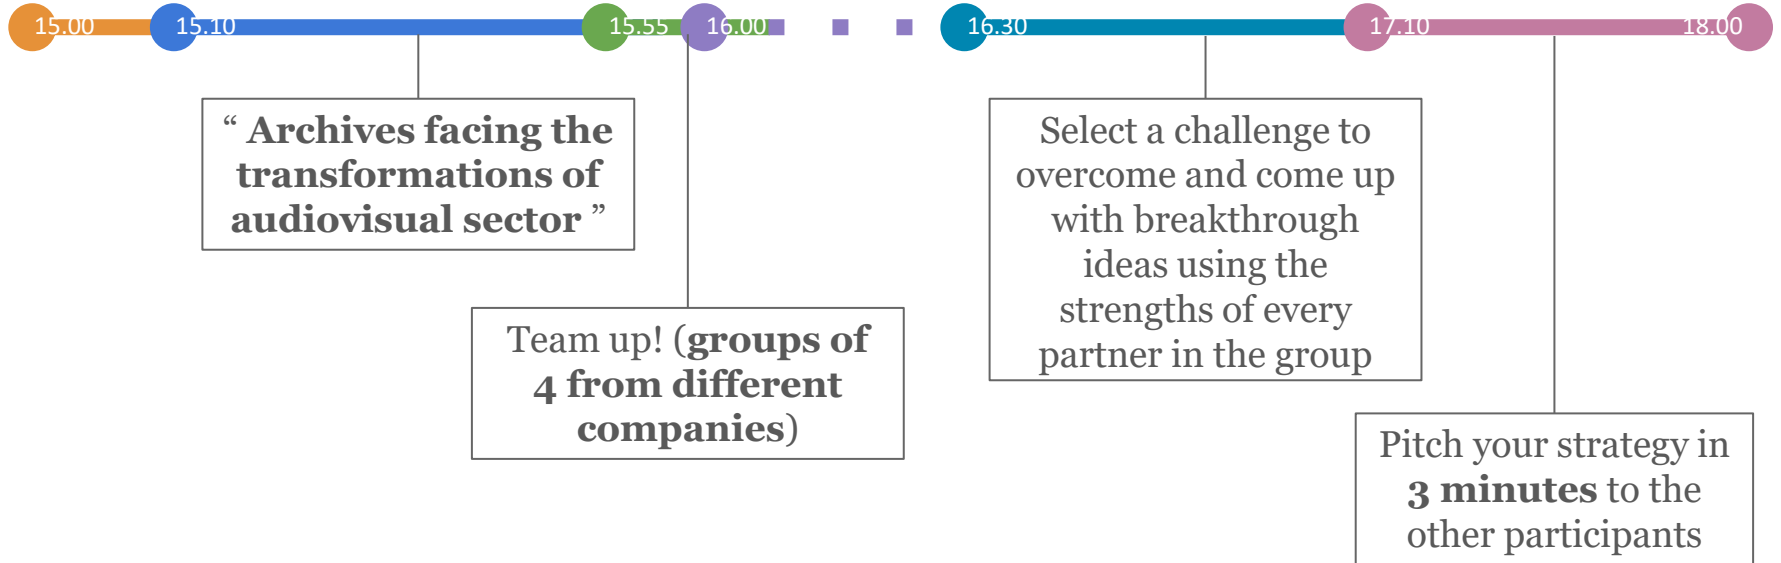 15.00 15.10 15.55 16.00 16.30 17.10 18.00
“ Archives facing the
transformations of
audiovisual sector ”
Team up! (groups of
4 from different
companies)
Select a challenge to
overcome and come up
with breakthrough
ideas using the
strengths of every
partner in the group
Pitch your strategy in
3 minutes to the
other participants